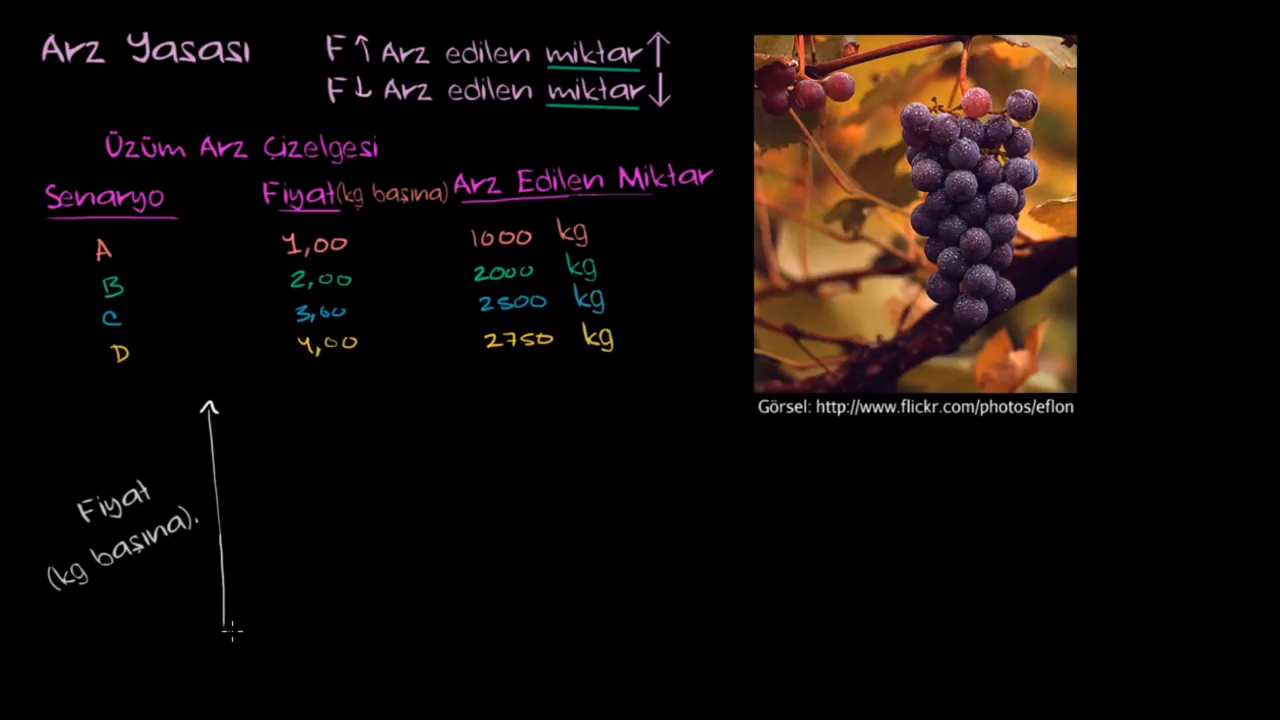 Arz Yasası
F↑ Arz edilen miktar↑
F↓ Arz edilen miktar↓
Üzüm Arz Çizelgesi
Senaryo Fiyat(kg başına) Arz Edilen Miktar
A 1,00 1000 kg
B 2,00 2000 kg
C 3,00 2500 kg
D 4,00 2750 kg
Görsel: http://www.flickr.com/photos/eflon
Fiyat
(kg başına).